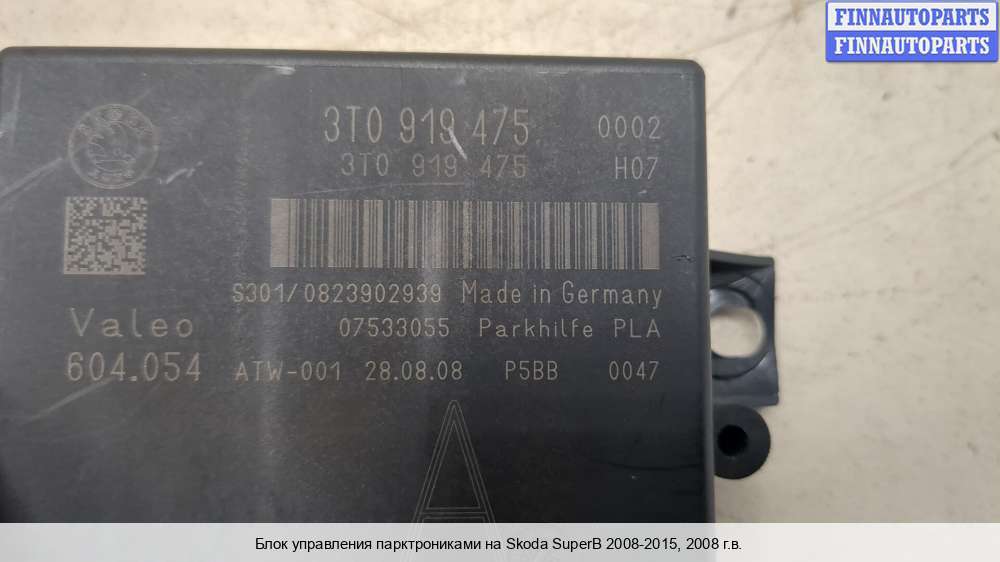 FINNAUTOPARTS
FINNAUTOPARTS
3T0 919 475 0002
3T0 919 475 H07
S301/0823902939 Made in Germany
Valeo 07533055 Parkhilfe PLA
604.054 ATW-001 28.08.08 P5BB 0047
Блок управления парктрониками на Skoda SuperB 2008-2015, 2008 г.в.